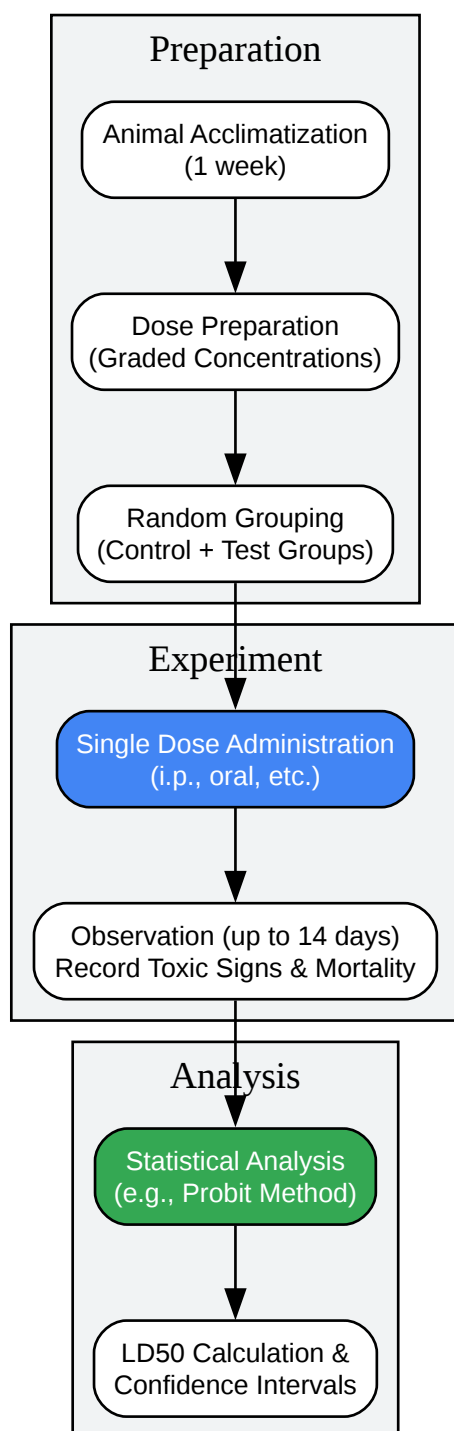 Preparation
Animal Acclimatization
(1 week)
Dose Preparation
(Graded Concentrations)
Random Grouping
(Control + Test Groups)
Experiment
Single Dose Administration
(i.p., oral, etc.)
Observation (up to 14 days)
Record Toxic Signs & Mortality
Analysis
Statistical Analysis
(e.g., Probit Method)
LD50 Calculation &
Confidence Intervals